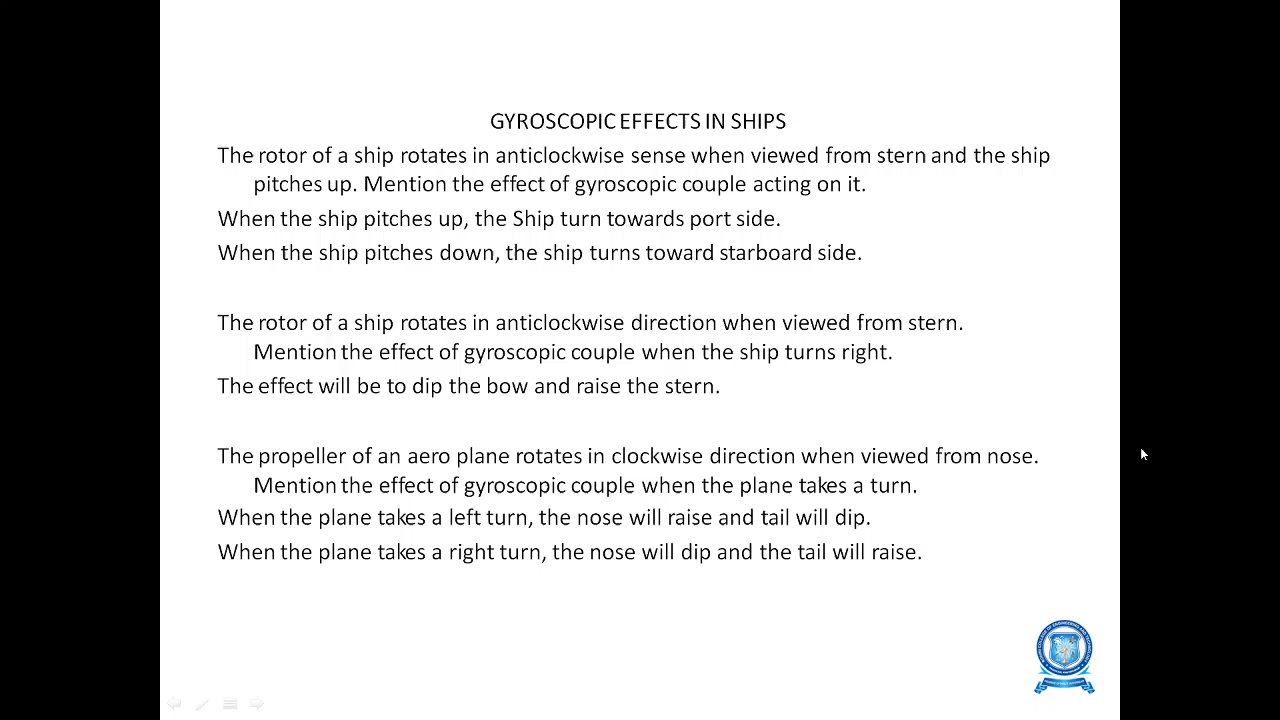 GYROSCOPIC EFFECTS IN SHIPS
The rotor of a ship rotates in anticlockwise sense when viewed from stern and the ship
pitches up. Mention the effect of gyroscopic couple acting on it.
When the ship pitches up, the Ship turn towards port side.
When the ship pitches down, the ship turns toward starboard side.
The rotor of a ship rotates in anticlockwise direction when viewed from stern.
Mention the effect of gyroscopic couple when the ship turns right.
The effect will be to dip the bow and raise the stern.
The propeller of an aero plane rotates in clockwise direction when viewed from nose.
Mention the effect of gyroscopic couple when the plane takes a turn.
When the plane takes a left turn, the nose will raise and tail will dip.
When the plane takes a right turn, the nose will dip and the tail will raise.